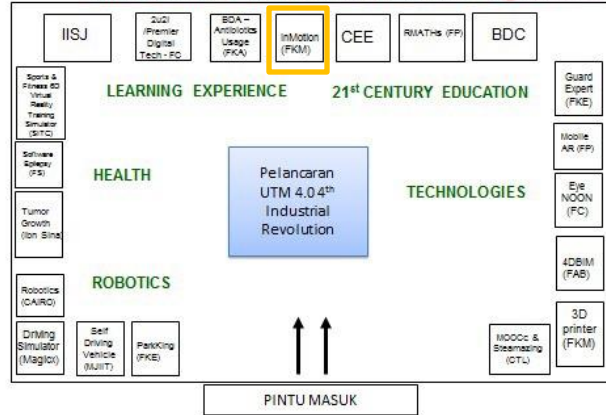 IISJ
2u2i
/Premier
Digital
Tech - FC
BDA –
Antibiotics
Usage
(FKA)
InMotion
(FKM)
CEE
RMATHs (FP)
BDC
Sports &
Fitness 6D
Virtual
Reality
Training
Simulator
(SITC)
LEARNING EXPERIENCE
21st CENTURY EDUCATION
Guard
Expert
(FKE)
Software
Epilepsy
(FS)
HEALTH
Pelancaran
UTM 4.0 4th
Industrial
Revolution
TECHNOLOGIES
Mobile
AR (FP)
Tumor
Growth
(Ibn Sina)
Eye
NOON
(FC)
ROBOTICS
4DBIM
(FAB)
Robotics
(CAIRO)
Driving
Simulator
(Magicx)
Self
Driving
Vehicle
(MJIIT)
ParkKing
(FKE)
MOOCc &
Steamazing
(CTL)
3D
printer
(FKM)
PINTU MASUK